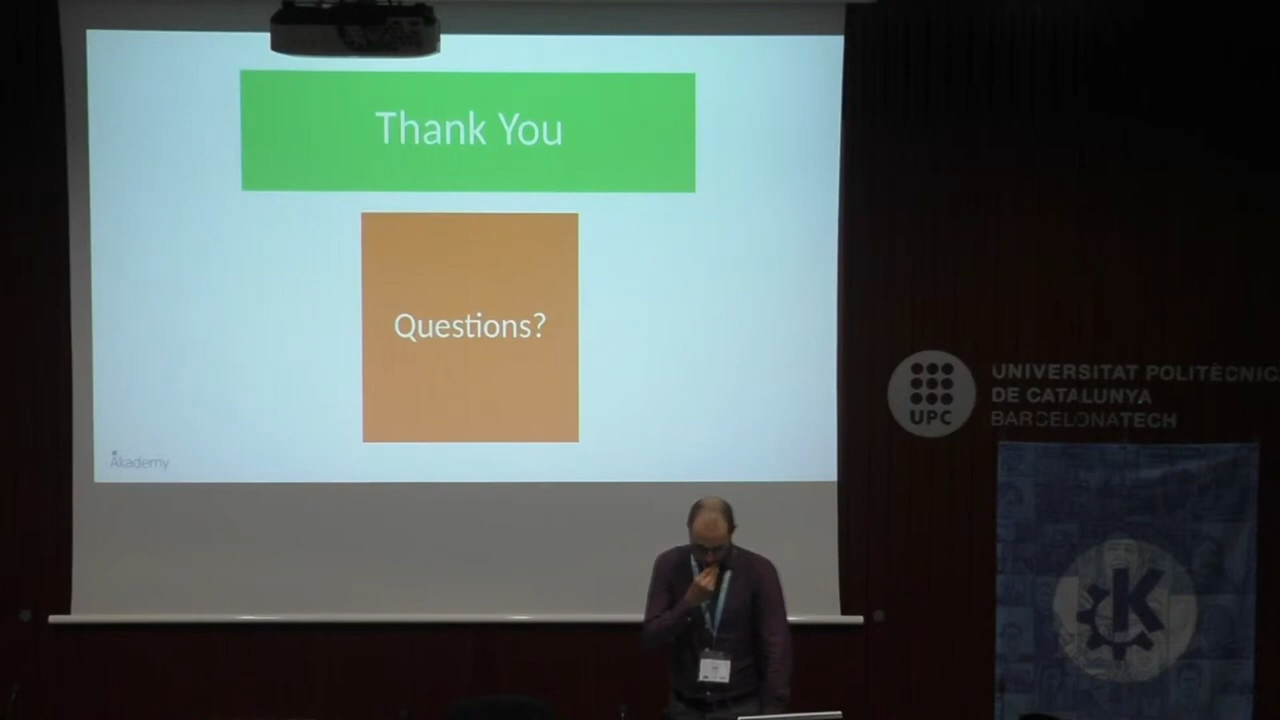 Thank You
Questions?
Akademy
UNIVERSITAT POLITÈCNIC
DE CATALUNYA
BARCELONATECH
UPC
K